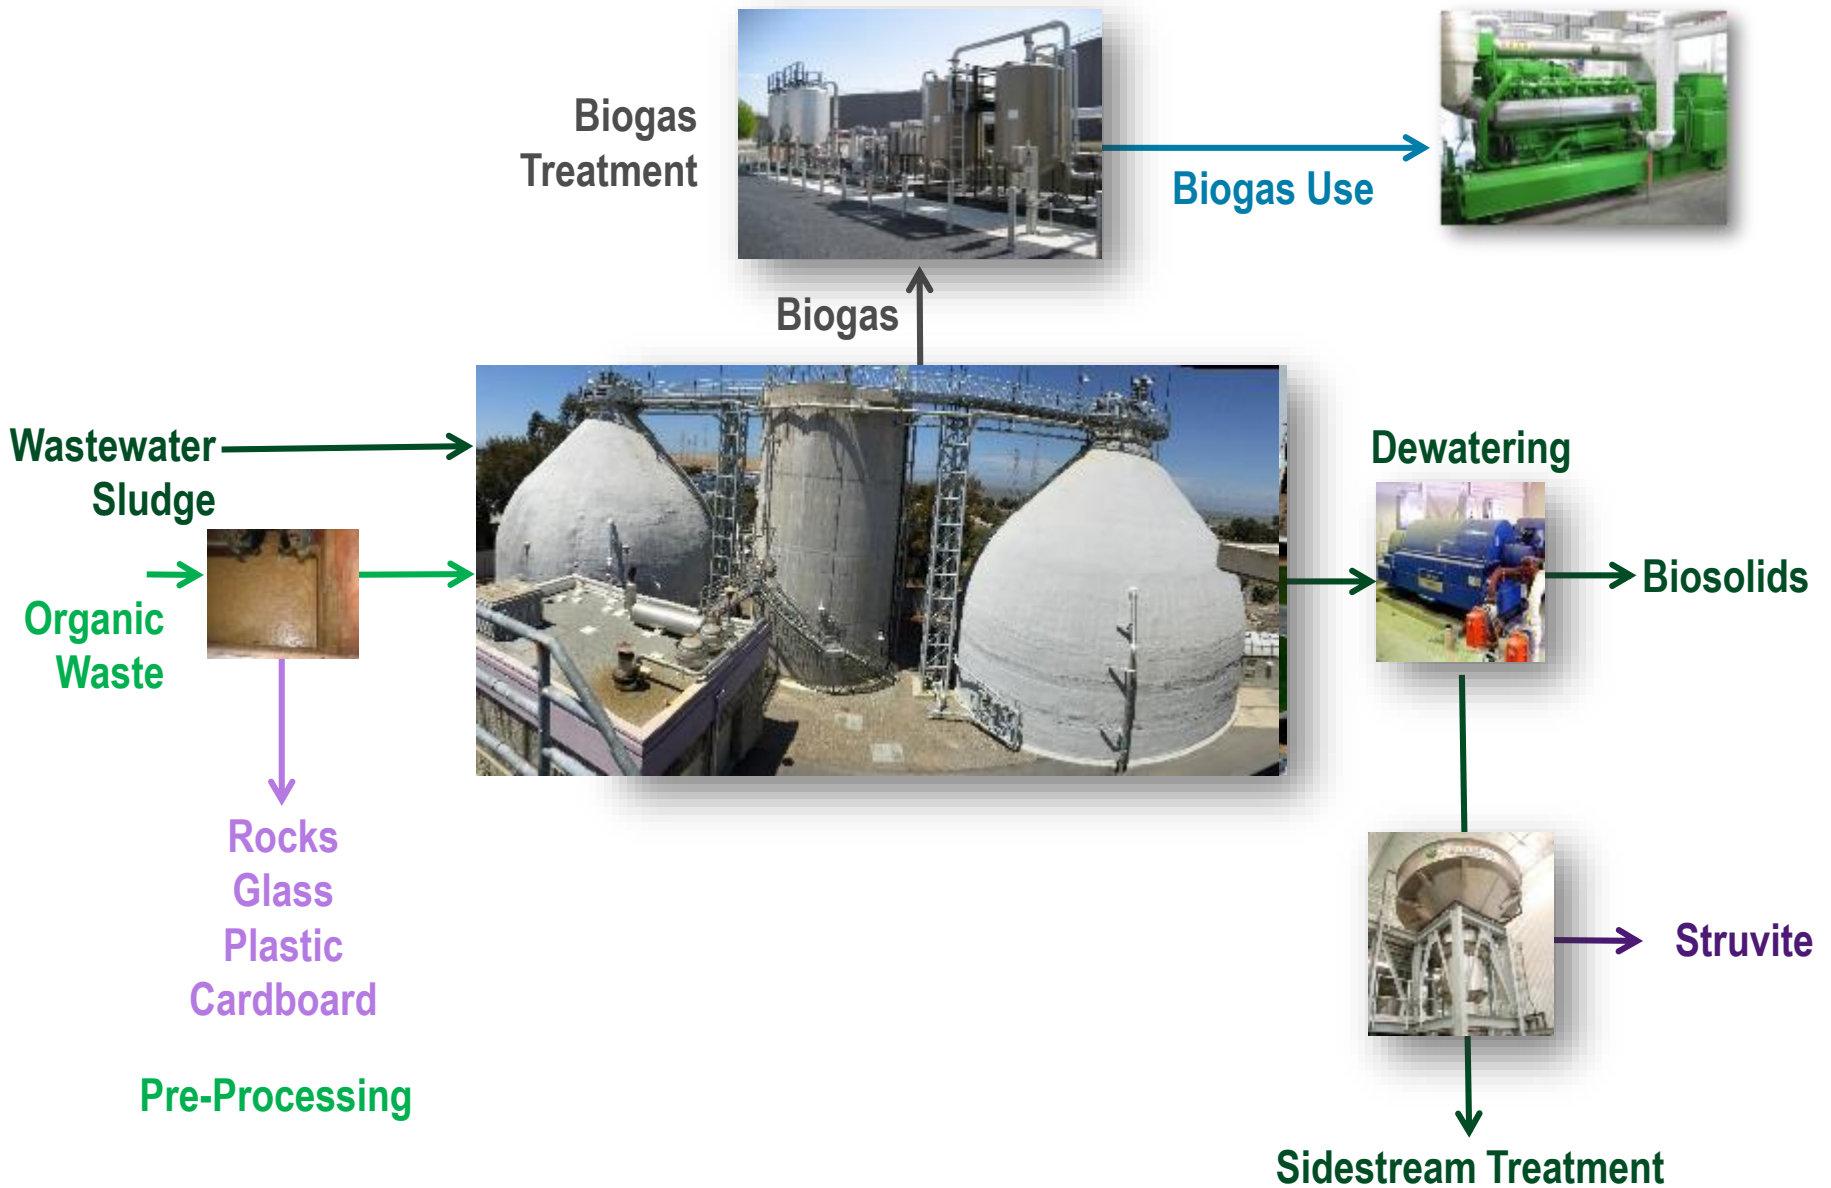 Biogas
Treatment
Biogas Use
Biogas
Wastewater
Sludge
Dewatering
Biosolids
Organic
Waste
Rocks
Glass
Plastic
Cardboard
Struvite
Pre-Processing
Sidestream Treatment